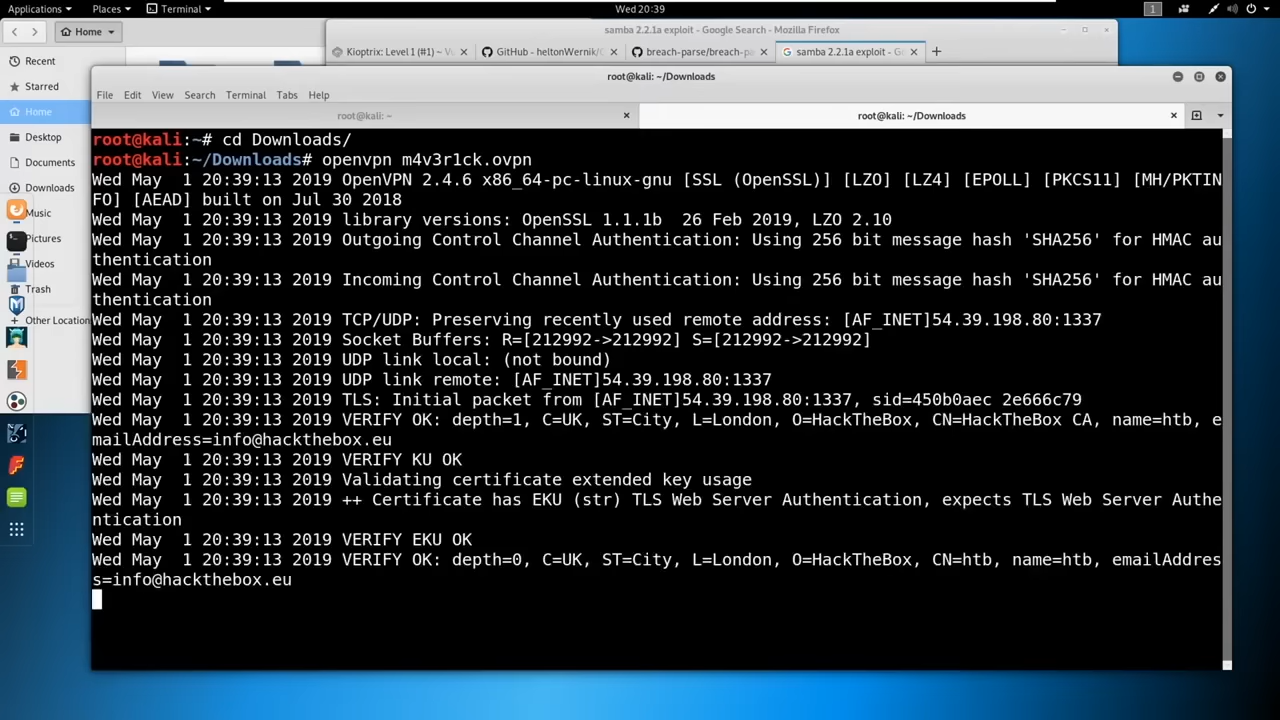 Applications
Places
Terminal
Wed 20:39
1
Home
samba 2.2.1a exploit - Google Search - Mozilla Firefox
Kioptrix: Level 1 (#1) ~ Vu
GitHub - heltonWernik/
breach-parse/breach-pa
samba 2.2.1a exploit - Go
Recent
Starred
Home
Desktop
Documents
Downloads
Music
Pictures
Videos
Trash
Other Location
root@kali: ~/Downloads
File Edit View Search Terminal Tabs Help
root@kali: ~
root@kali: ~/Downloads
root@kali:~# cd Downloads/
root@kali:~/Downloads# openvpn m4v3r1ck.ovpn
Wed May  1 20:39:13 2019 OpenVPN 2.4.6 x86_64-pc-linux-gnu [SSL (OpenSSL)] [LZO] [LZ4] [EPOLL] [PKCS11] [MH/PKTIN
FO] [AEAD] built on Jul 30 2018
Wed May  1 20:39:13 2019 library versions: OpenSSL 1.1.1b  26 Feb 2019, LZO 2.10
Wed May  1 20:39:13 2019 Outgoing Control Channel Authentication: Using 256 bit message hash 'SHA256' for HMAC au
thentication
Wed May  1 20:39:13 2019 Incoming Control Channel Authentication: Using 256 bit message hash 'SHA256' for HMAC au
thentication
Wed May  1 20:39:13 2019 TCP/UDP: Preserving recently used remote address: [AF_INET]54.39.198.80:1337
Wed May  1 20:39:13 2019 Socket Buffers: R=[212992->212992] S=[212992->212992]
Wed May  1 20:39:13 2019 UDP link local: (not bound)
Wed May  1 20:39:13 2019 UDP link remote: [AF_INET]54.39.198.80:1337
Wed May  1 20:39:13 2019 TLS: Initial packet from [AF_INET]54.39.198.80:1337, sid=450b0aec 2e666c79
Wed May  1 20:39:13 2019 VERIFY OK: depth=1, C=UK, ST=City, L=London, O=HackTheBox, CN=HackTheBox CA, name=htb, e
mailAddress=info@hackthebox.eu
Wed May  1 20:39:13 2019 VERIFY KU OK
Wed May  1 20:39:13 2019 Validating certificate extended key usage
Wed May  1 20:39:13 2019 ++ Certificate has EKU (str) TLS Web Server Authentication, expects TLS Web Server Authe
ntication
Wed May  1 20:39:13 2019 VERIFY EKU OK
Wed May  1 20:39:13 2019 VERIFY OK: depth=0, C=UK, ST=City, L=London, O=HackTheBox, CN=htb, name=htb, emailAddres
s=info@hackthebox.eu